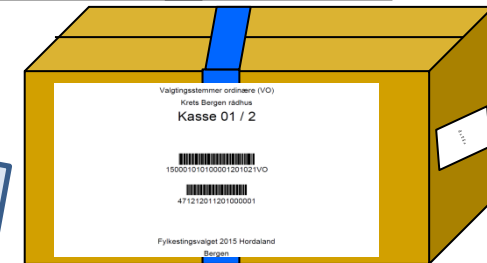 Valgtingsstemmer ordinære (VO)
Krets Bergen rådhus
Kasse 01 / 2
150001010100001201021VO
471212011201000001
Fylkestingsvalget 2015 Hordaland
Bergen